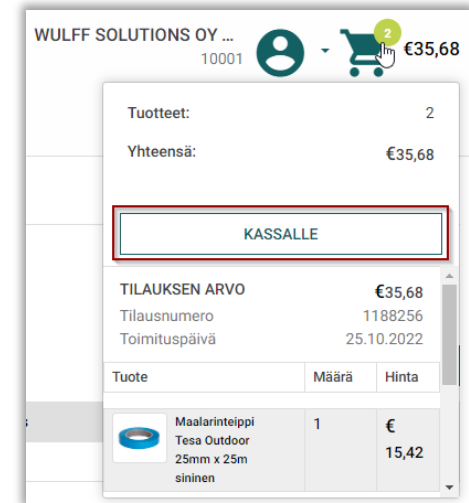 WULFF SOLUTIONS OY ...
10001
2
€35,68
Tuotteet: 2
Yhteensä: €35,68
KASSALLE
TILAUKSEN ARVO €35,68
Tilausnumero 1188256
Toimituspäivä 25.10.2022
Tuote Määrä Hinta
Maalarinteippi 1 €
Tesa Outdoor 15,42
25mm x 25m
sininen
s